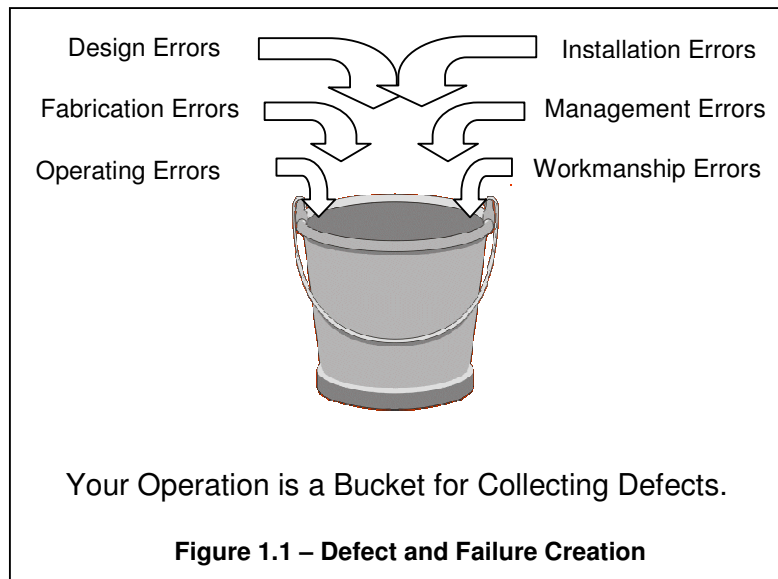 Design Errors
Installation Errors
Fabrication Errors
Management Errors
Operating Errors
Workmanship Errors
Your Operation is a Bucket for Collecting Defects.
Figure 1.1 – Defect and Failure Creation